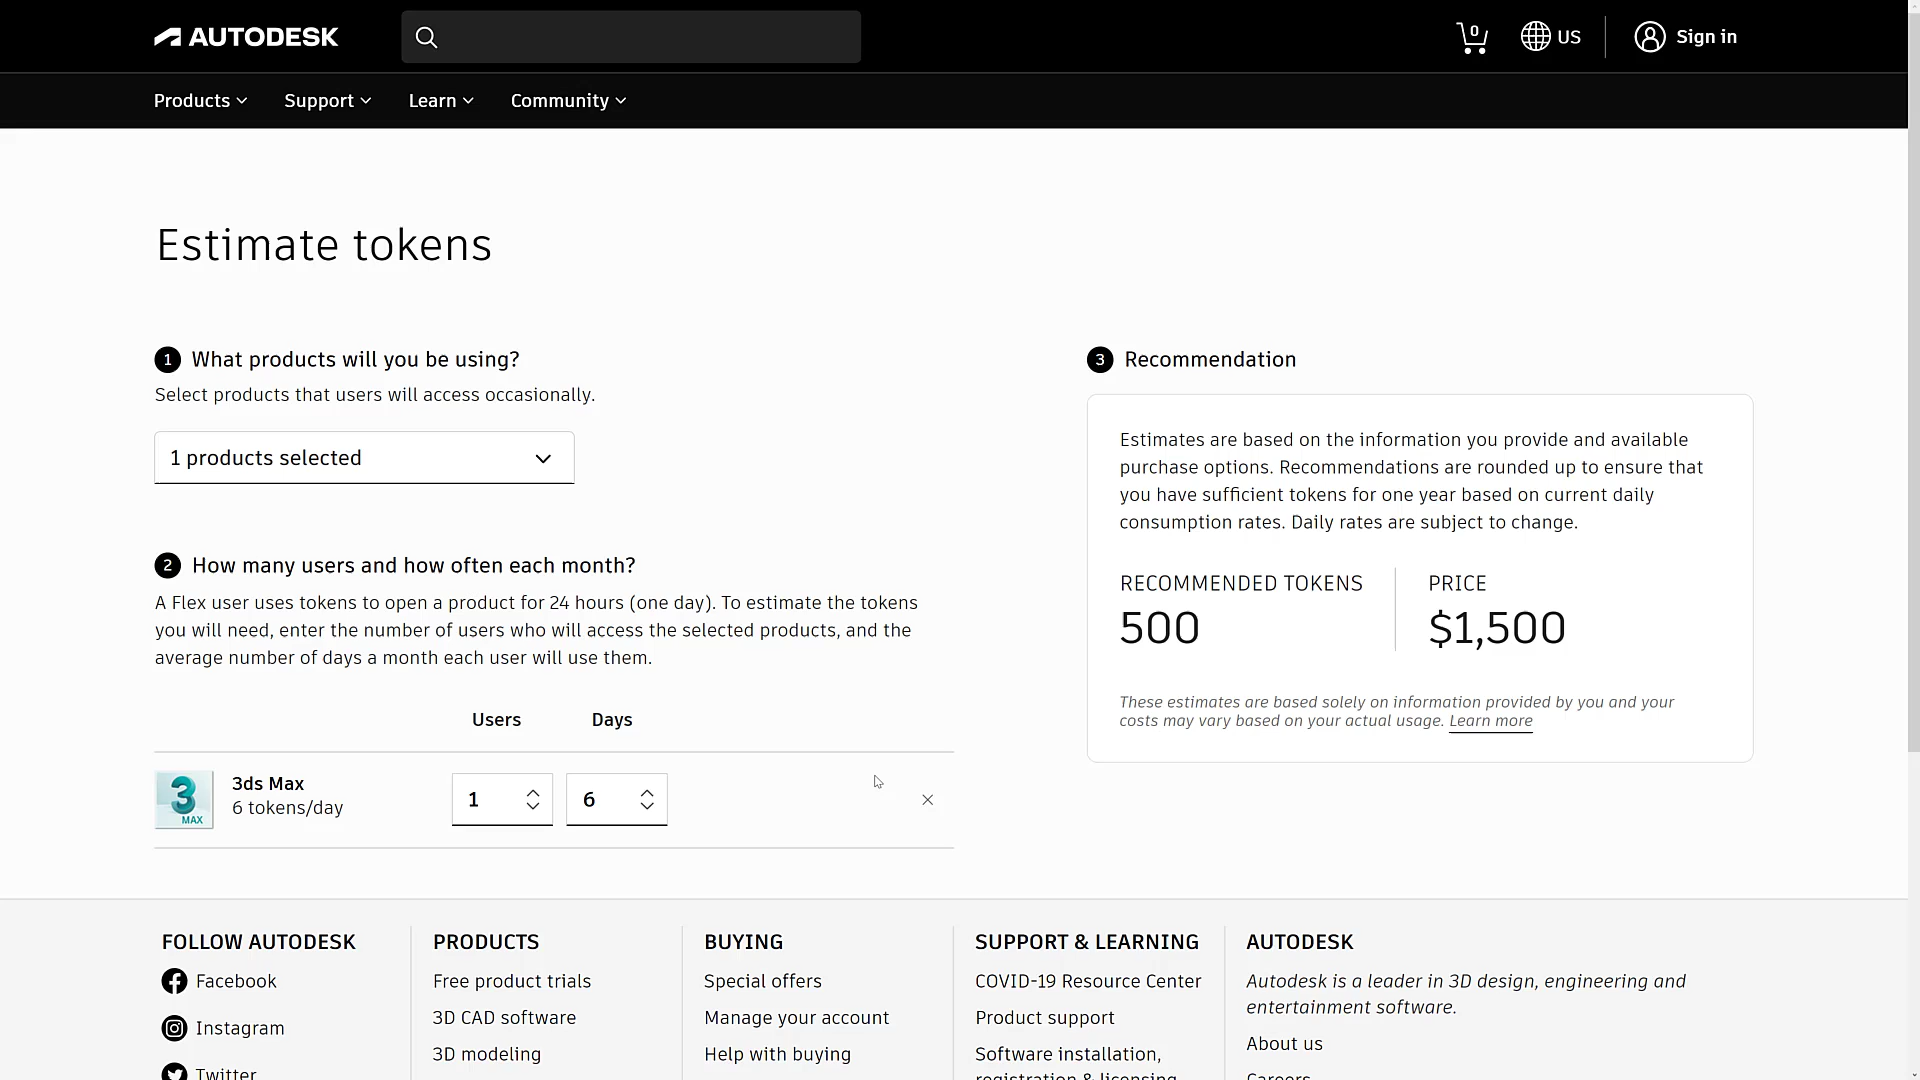 AUTODESK
0
US
Sign in
Products
Support
Learn
Community
Estimate tokens
1 What products will you be using?
Select products that users will access occasionally.
1 products selected
2 How many users and how often each month?
A Flex user uses tokens to open a product for 24 hours (one day). To estimate the tokens
you will need, enter the number of users who will access the selected products, and the
average number of days a month each user will use them.
Users Days
3 MAX
3ds Max
6 tokens/day
1
6
3 Recommendation
Estimates are based on the information you provide and available
purchase options. Recommendations are rounded up to ensure that
you have sufficient tokens for one year based on current daily
consumption rates. Daily rates are subject to change.
RECOMMENDED TOKENS
500
PRICE
$1,500
These estimates are based solely on information provided by you and your
costs may vary based on your actual usage. Learn more
FOLLOW AUTODESK
Facebook
Instagram
Twitter
PRODUCTS
Free product trials
3D CAD software
3D modeling
BUYING
Special offers
Manage your account
Help with buying
SUPPORT & LEARNING
COVID-19 Resource Center
Product support
Software installation,
registration & licensing
AUTODESK
Autodesk is a leader in 3D design, engineering and
entertainment software.
About us
Careers